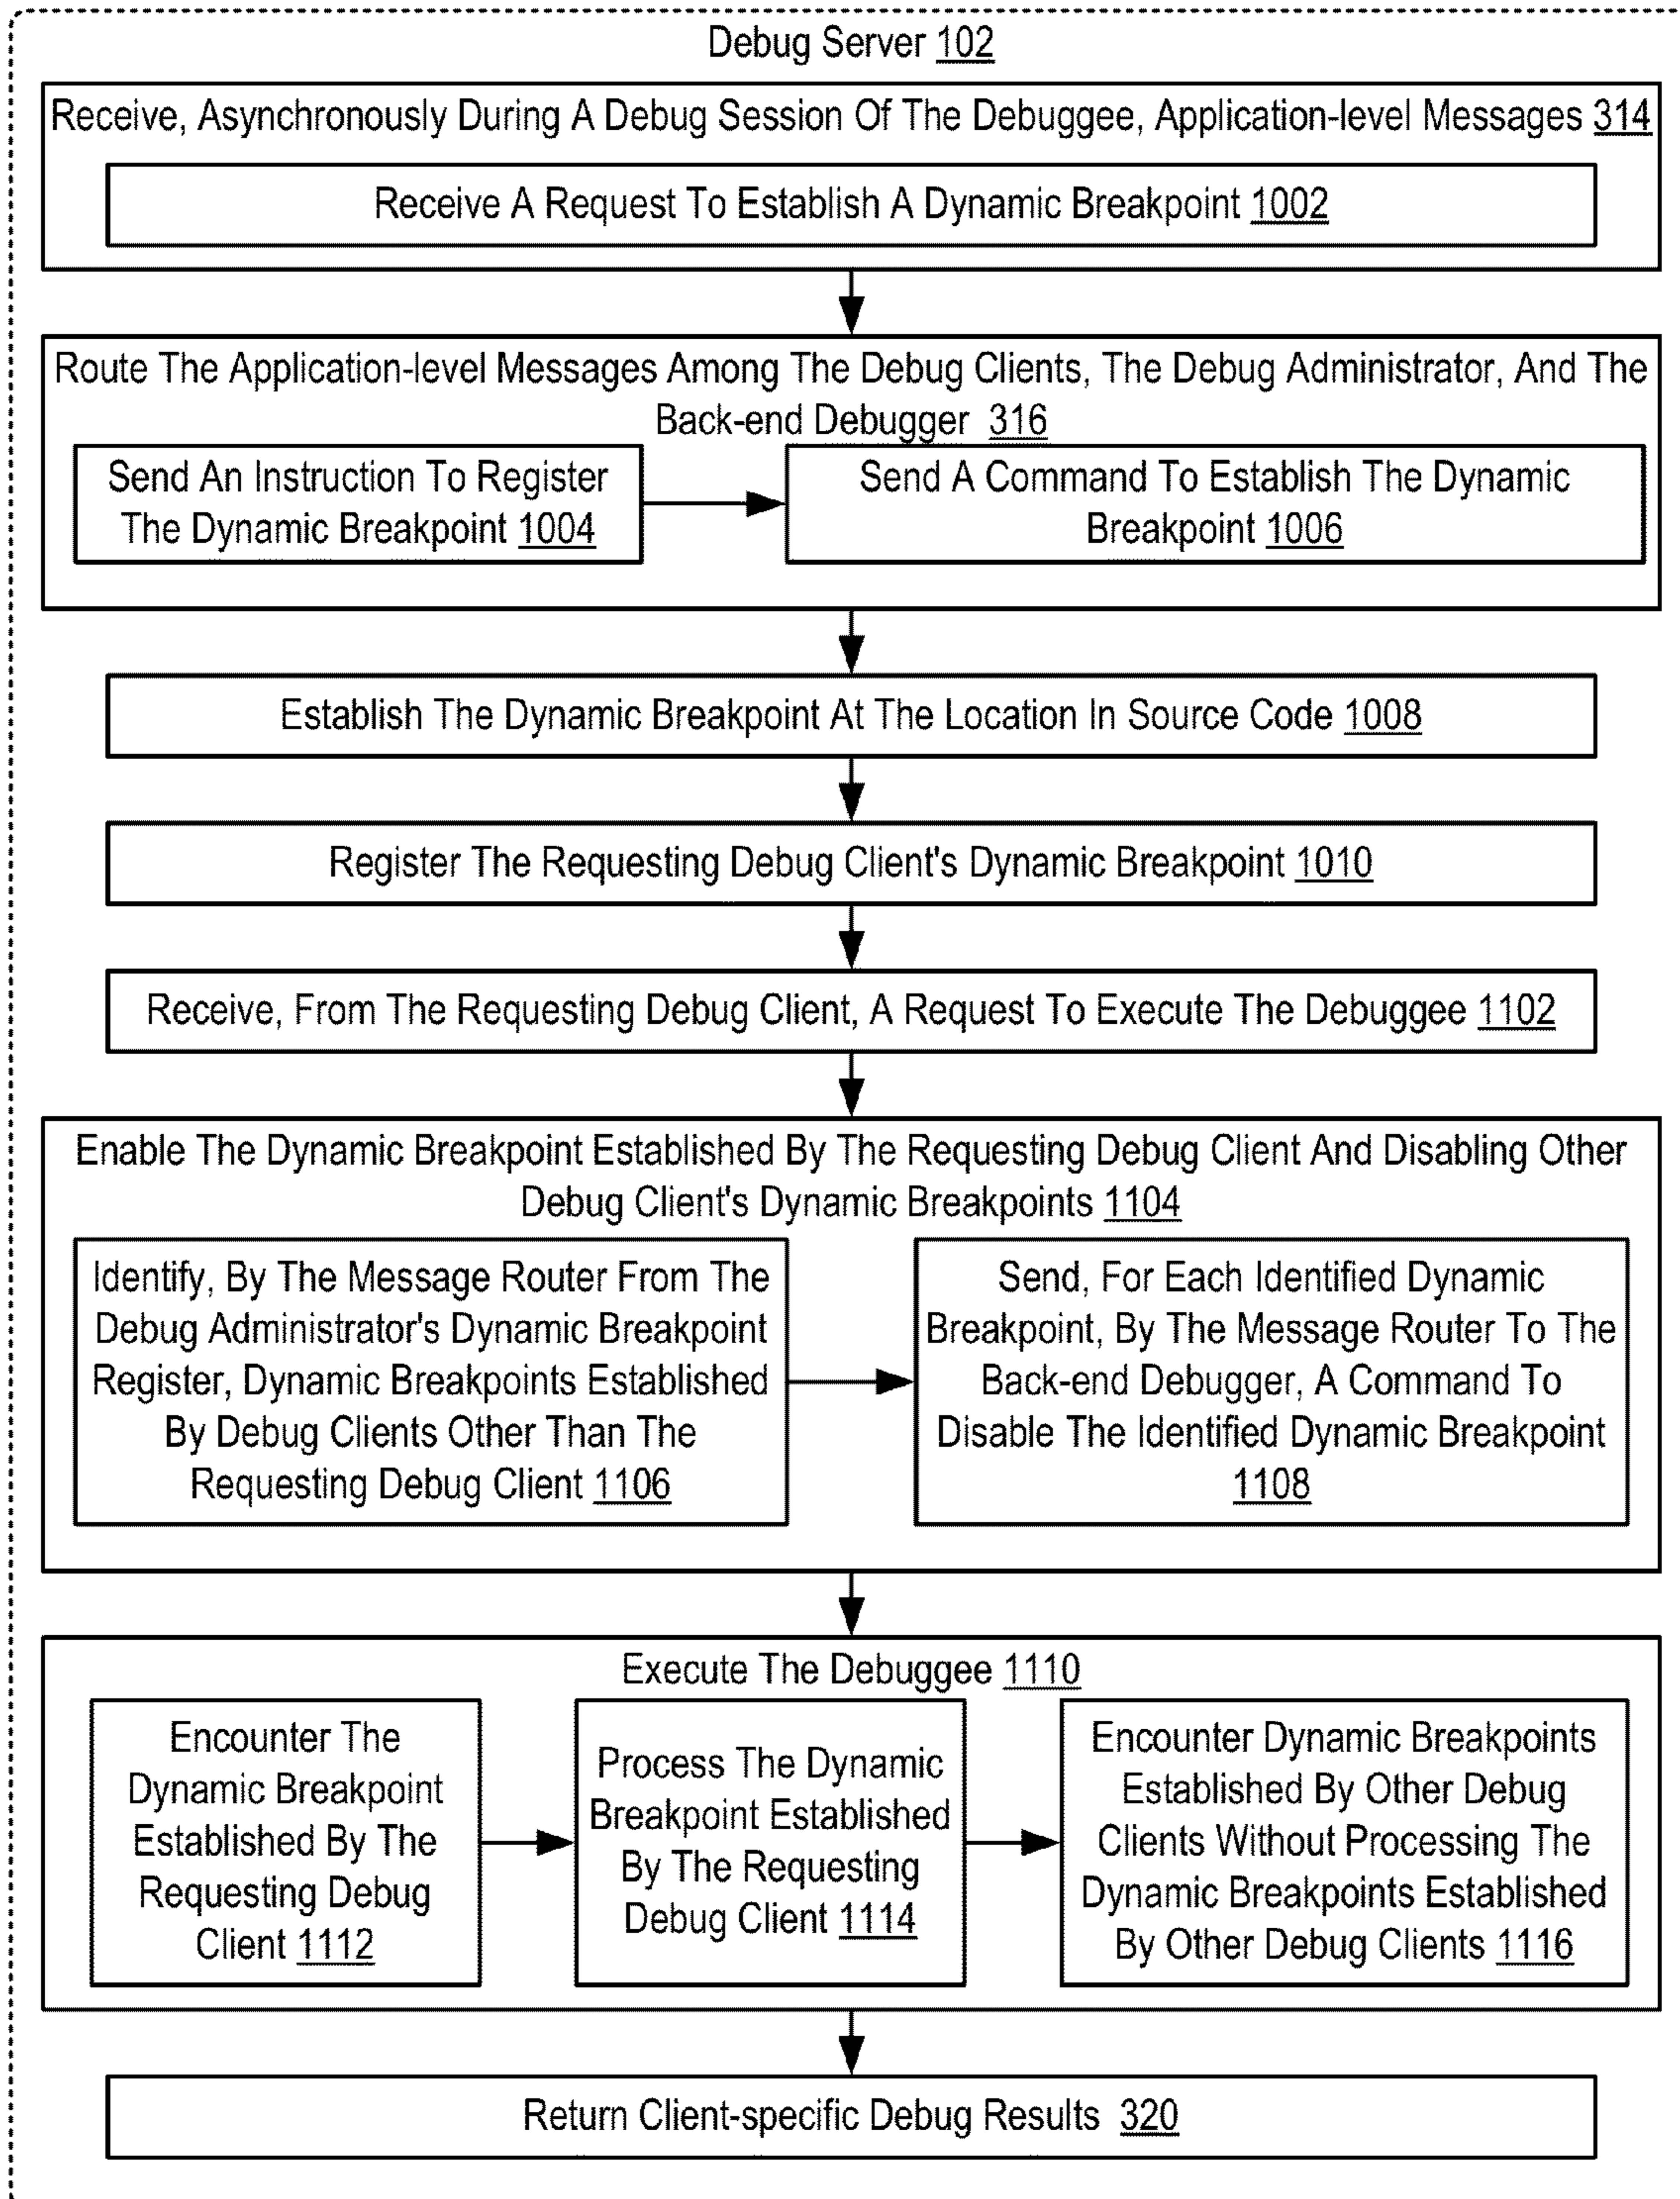 Debug Server 102
Receive, Asynchronously During A Debug Session Of The Debuggee, Application-level Messages 314
Receive A Request To Establish A Dynamic Breakpoint 1002
Route The Application-level Messages Among The Debug Clients, The Debug Administrator, And The
Back-end Debugger 316
Send An Instruction To Register
The Dynamic Breakpoint 1004
Send A Command To Establish The Dynamic
Breakpoint 1006
Establish The Dynamic Breakpoint At The Location In Source Code 1008
Register The Requesting Debug Client's Dynamic Breakpoint 1010
Receive, From The Requesting Debug Client, A Request To Execute The Debuggee 1102
Enable The Dynamic Breakpoint Established By The Requesting Debug Client And Disabling Other
Debug Client's Dynamic Breakpoints 1104
Identify, By The Message Router From The
Debug Administrator's Dynamic Breakpoint
Register, Dynamic Breakpoints Established
By Debug Clients Other Than The
Requesting Debug Client 1106
Send, For Each Identified Dynamic
Breakpoint, By The Message Router To The
Back-end Debugger, A Command To
Disable The Identified Dynamic Breakpoint
1108
Execute The Debuggee 1110
Encounter The
Dynamic Breakpoint
Established By The
Requesting Debug
Client 1112
Process The Dynamic
Breakpoint Established
By The Requesting
Debug Client 1114
Encounter Dynamic Breakpoints
Established By Other Debug
Clients Without Processing The
Dynamic Breakpoints Established
By Other Debug Clients 1116
Return Client-specific Debug Results 320